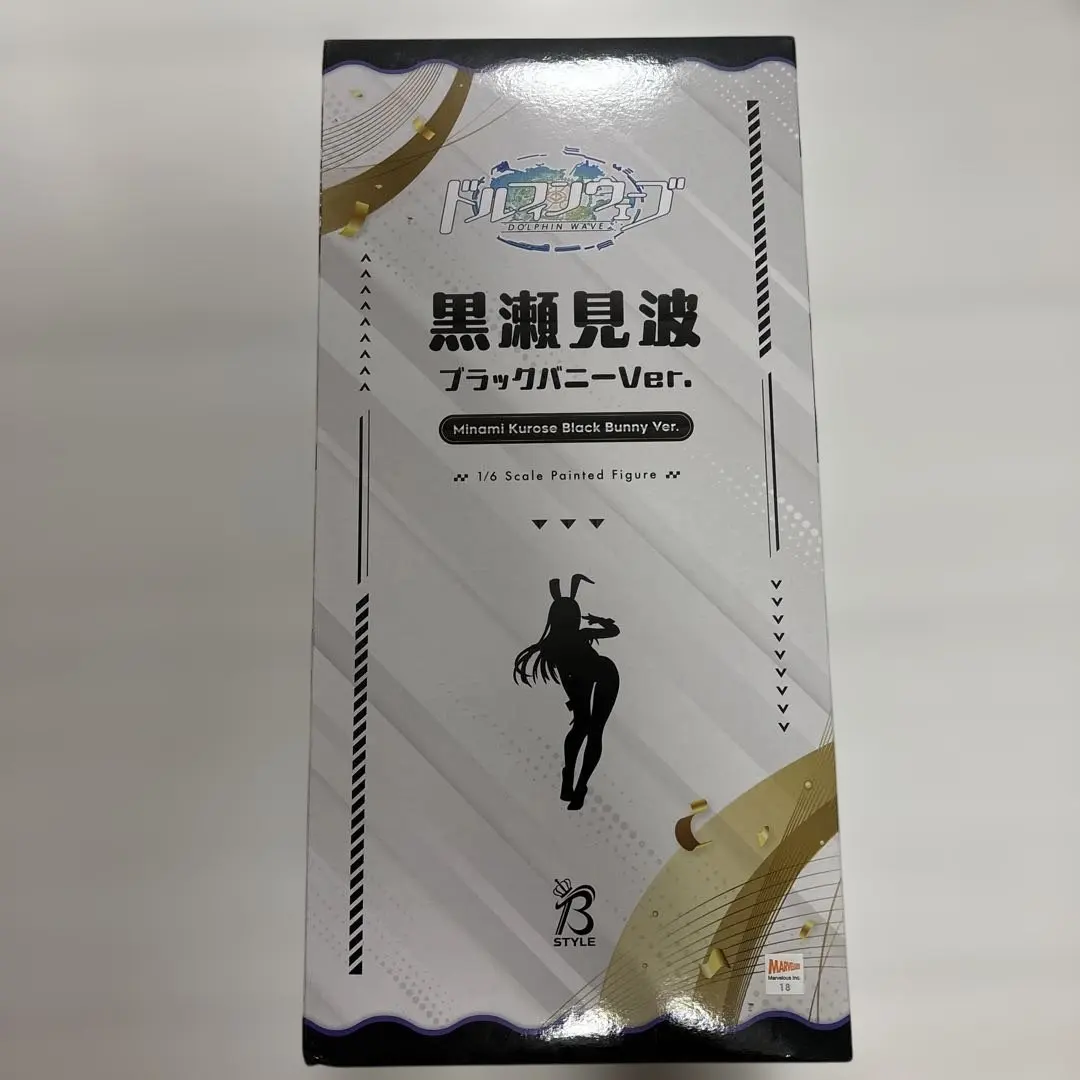 ドルフィンウェーブ
DOLPHIN WAVE
黒瀬見波
ブラックバニーVer.
Minami Kurose Black Bunny Ver.
1/6 Scale Painted Figure
B
STYLE
MARVELOUS
Marvelous Inc.
18